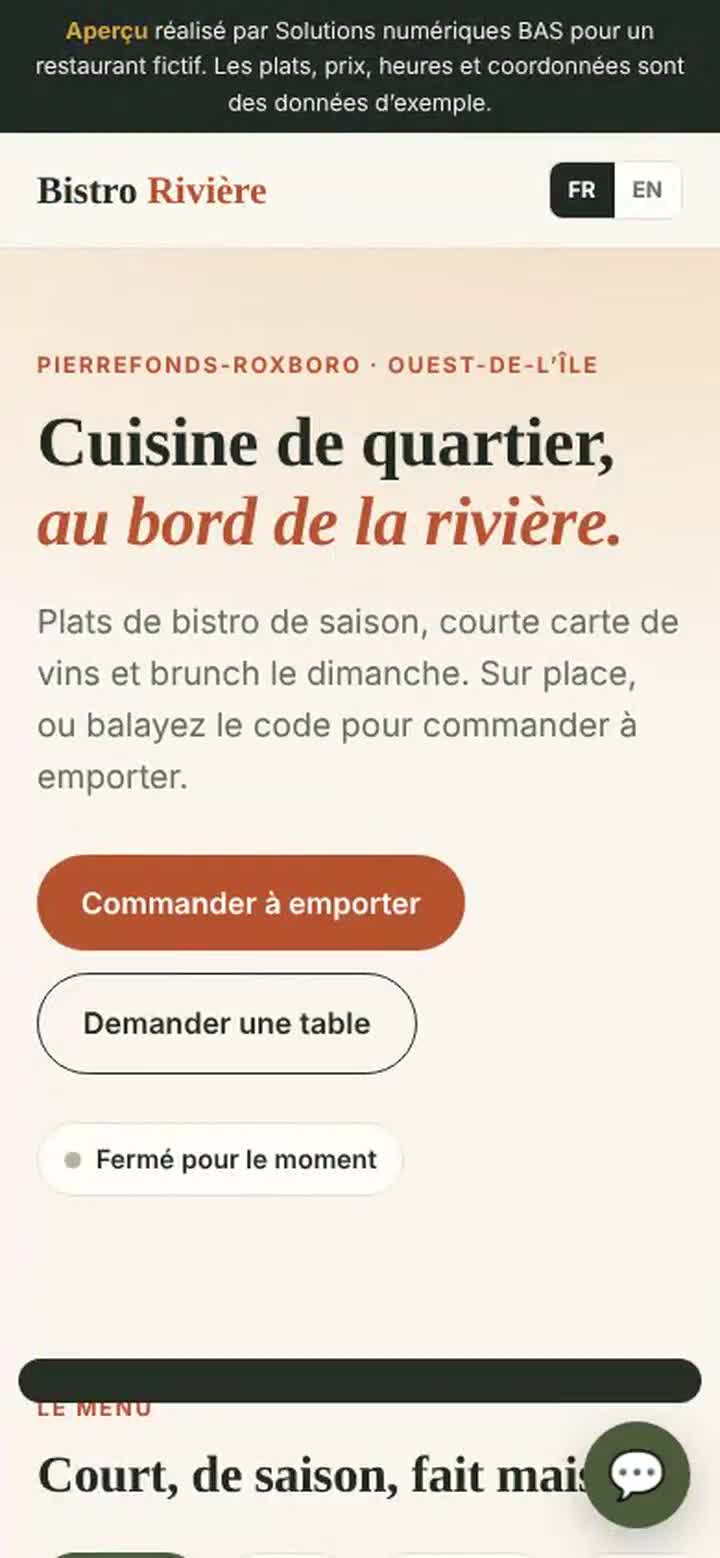 Aperçu réalisé par Solutions numériques BAS pour un
restaurant fictif. Les plats, prix, heures et coordonnées sont
des données d’exemple.
Bistro Rivière
FR EN
PIERREFONDS-ROXBORO · OUEST-DE-L’ÎLE
Cuisine de quartier,
au bord de la rivière.
Plats de bistro de saison, courte carte de
vins et brunch le dimanche. Sur place,
ou balayez le code pour commander à
emporter.
Commander à emporter
Demander une table
Fermé pour le moment
LE MENU
Court, de saison, fait